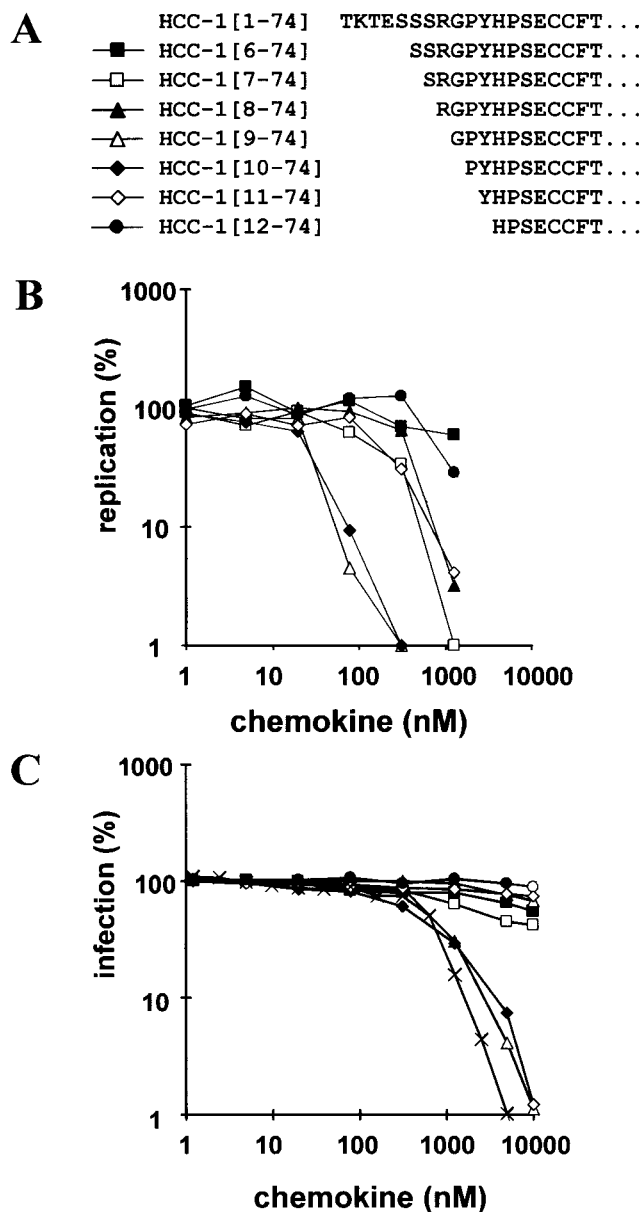 A
HCC-1[1-74] TKTESSSRGPYHPSECCFT...
HCC-1[6-74] SSRGPYHPSECCFT...
HCC-1[7-74] SRGPYHPSECCFT...
HCC-1[8-74] RGPYHPSECCFT...
HCC-1[9-74] GPYHPSECCFT...
HCC-1[10-74] PYHPSECCFT...
HCC-1[11-74] YHPSECCFT...
HCC-1[12-74] HPSECCFT...
B
1000
100
10
1
replication (%)
1 10 100 1000 10000
chemokine (nM)
C
1000
100
10
1
infection (%)
1 10 100 1000 10000
chemokine (nM)